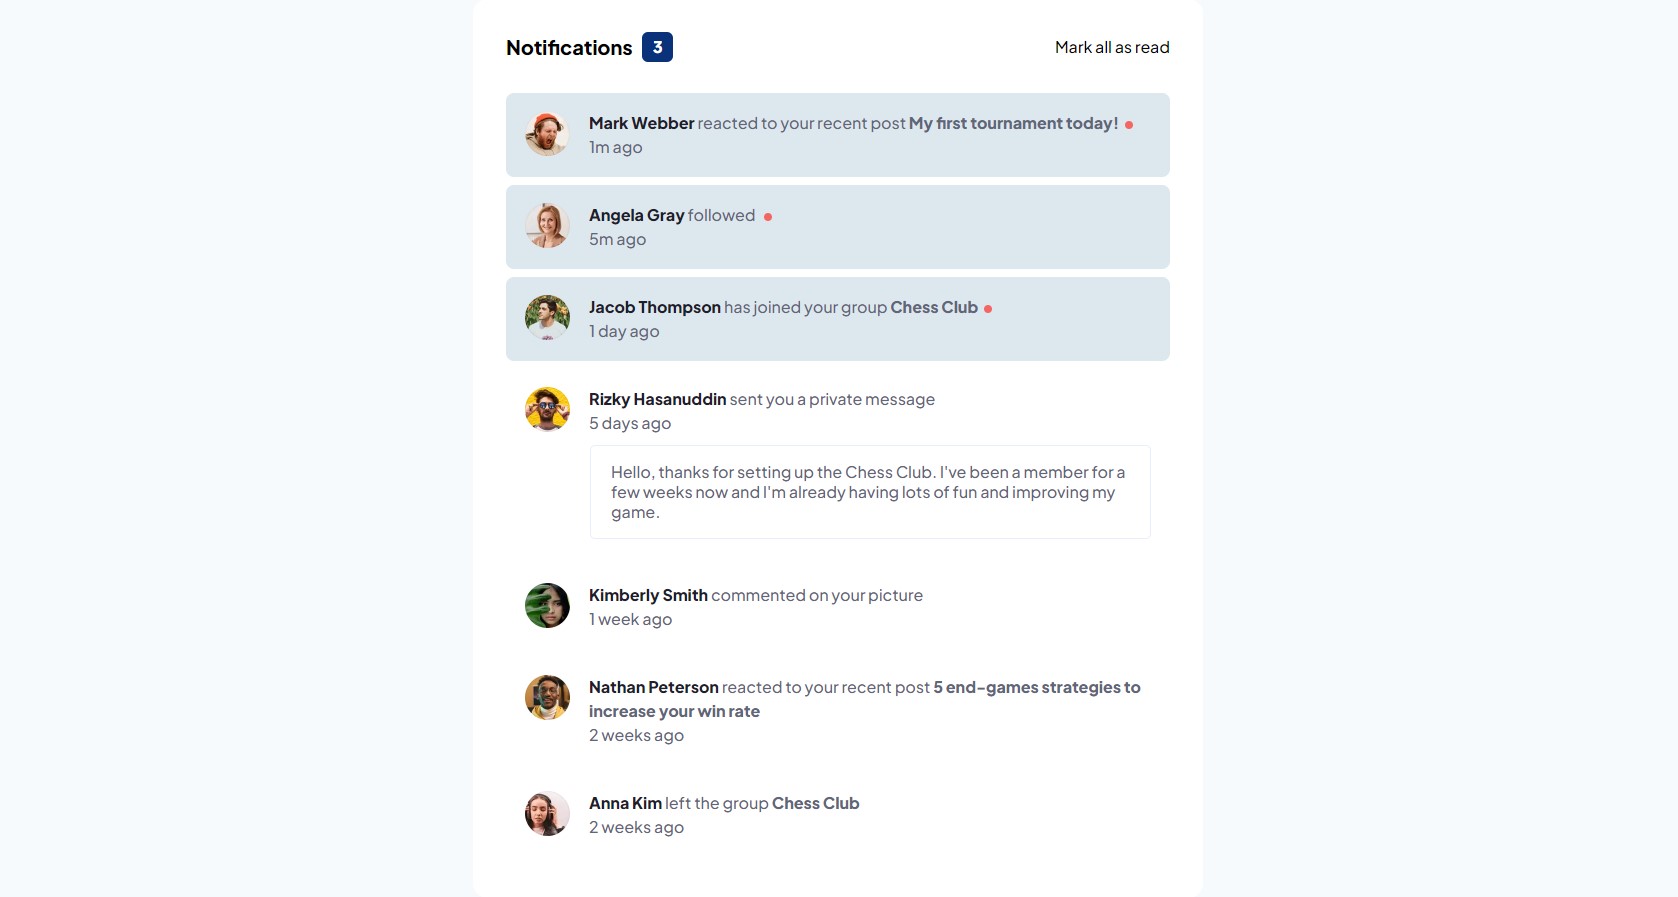 Notifications 3
Mark all as read
Mark Webber reacted to your recent post My first tournament today!
1m ago
Angela Gray followed
5m ago
Jacob Thompson has joined your group Chess Club
1 day ago
Rizky Hasanuddin sent you a private message
5 days ago
Hello, thanks for setting up the Chess Club. I've been a member for a
few weeks now and I'm already having lots of fun and improving my
game.
Kimberly Smith commented on your picture
1 week ago
Nathan Peterson reacted to your recent post 5 end-games strategies to
increase your win rate
2 weeks ago
Anna Kim left the group Chess Club
2 weeks ago